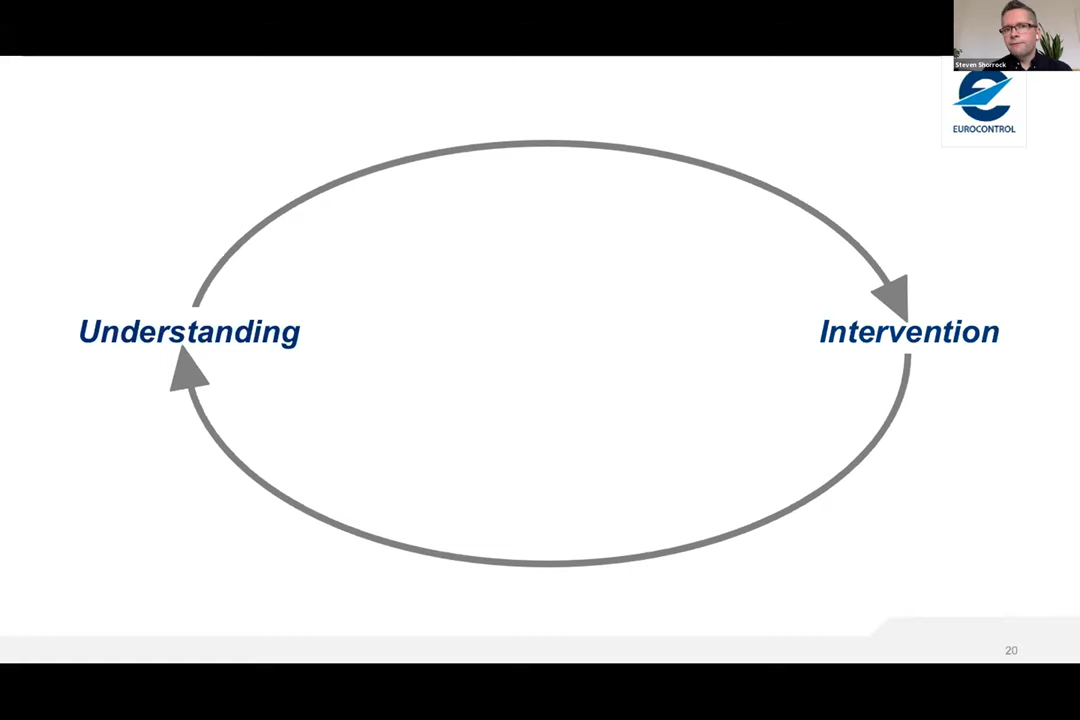 Steven Shorrock
EUROCONTROL
Understanding
Intervention
20